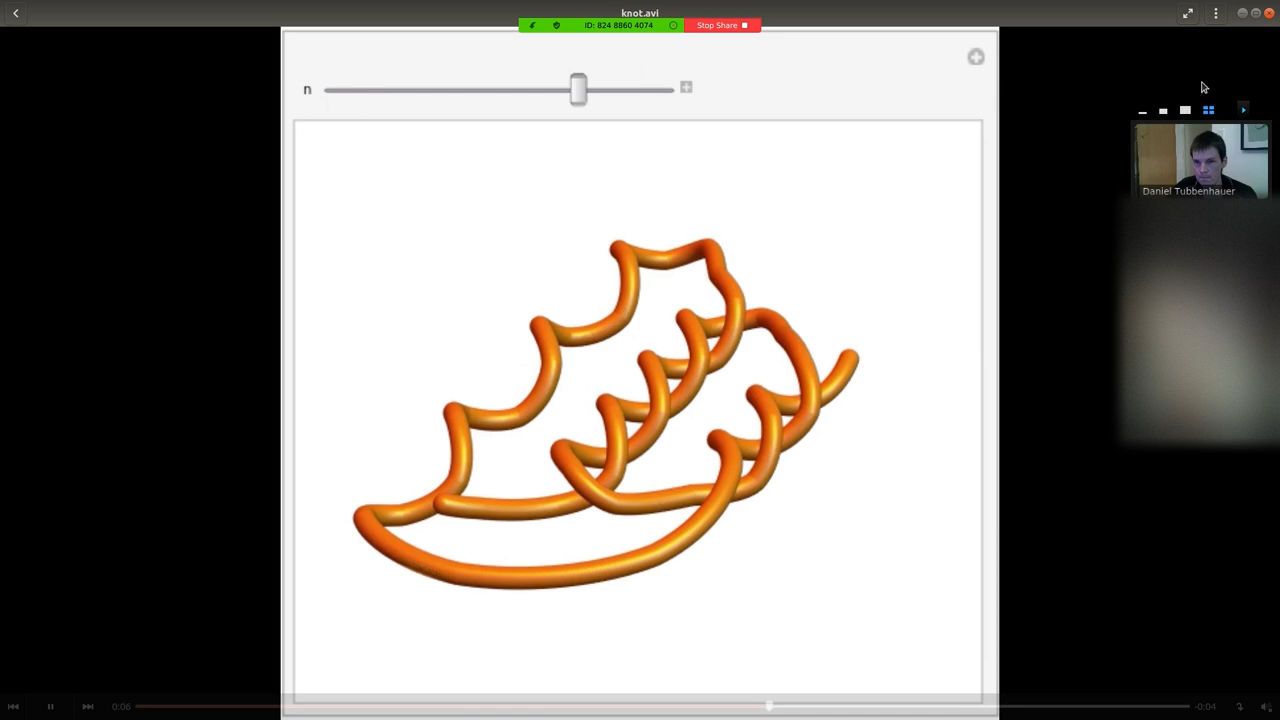 knot.avi
ID: 824 8860 4074
Stop Share
n
Daniel Tubbenhauer
0:06
-0:04